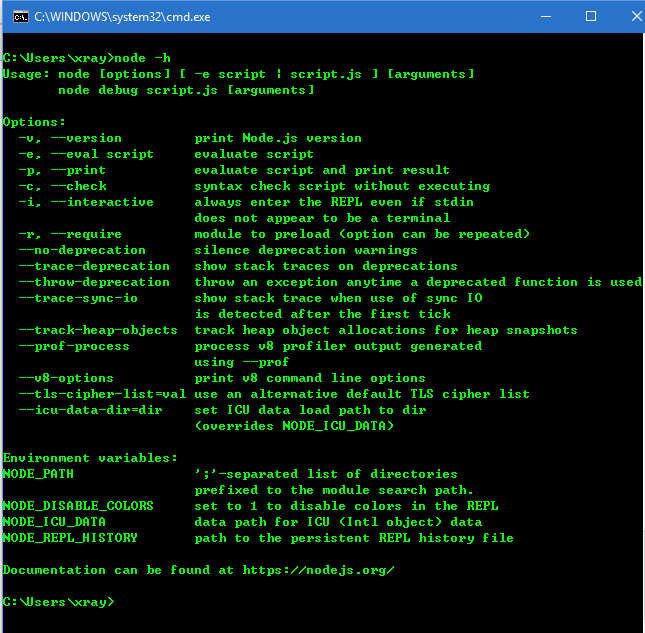 C:\WINDOWS\system32\cmd.exe
C:\Users\xray>node -h
Usage: node [options] [ -e script | script.js ] [arguments]
       node debug script.js [arguments]
Options:
  -v, --version         print Node.js version
  -e, --eval script     evaluate script
  -p, --print           evaluate script and print result
  -c, --check           syntax check script without executing
  -i, --interactive     always enter the REPL even if stdin
                        does not appear to be a terminal
  -r, --require         module to preload (option can be repeated)
  --no-deprecation      silence deprecation warnings
  --trace-deprecation   show stack traces on deprecations
  --throw-deprecation   throw an exception anytime a deprecated function is used
  --trace-sync-io       show stack trace when use of sync IO
                        is detected after the first tick
  --track-heap-objects  track heap object allocations for heap snapshots
  --prof-process        process v8 profiler output generated
                        using --prof
  --v8-options          print v8 command line options
  --tls-cipher-list=val use an alternative default TLS cipher list
  --icu-data-dir=dir    set ICU data load path to dir
                        (overrides NODE_ICU_DATA)
Environment variables:
NODE_PATH               ';'-separated list of directories
                        prefixed to the module search path.
NODE_DISABLE_COLORS     set to 1 to disable colors in the REPL
NODE_ICU_DATA           data path for ICU (Intl object) data
NODE_REPL_HISTORY       path to the persistent REPL history file
Documentation can be found at https://nodejs.org/
C:\Users\xray>